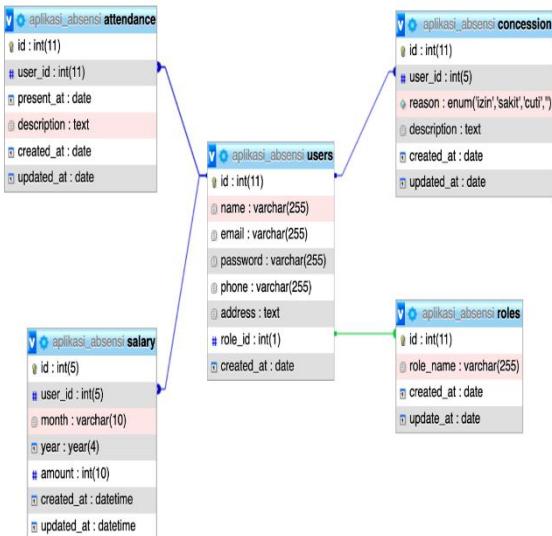 aplikasi_absensi attendance
id : int(11)
user_id : int(11)
present_at : date
description : text
created_at : date
updated_at : date
aplikasi_absensi concession
id : int(11)
user_id : int(5)
reason : enum('izin','sakit','cuti','')
description : text
created_at : date
updated_at : date
aplikasi_absensi users
id : int(11)
name : varchar(255)
email : varchar(255)
password : varchar(255)
phone : varchar(255)
address : text
role_id : int(1)
created_at : date
aplikasi_absensi salary
id : int(5)
user_id : int(5)
month : varchar(10)
year : year(4)
amount : int(10)
created_at : datetime
updated_at : datetime
aplikasi_absensi roles
id : int(11)
role_name : varchar(255)
created_at : date
update_at : date